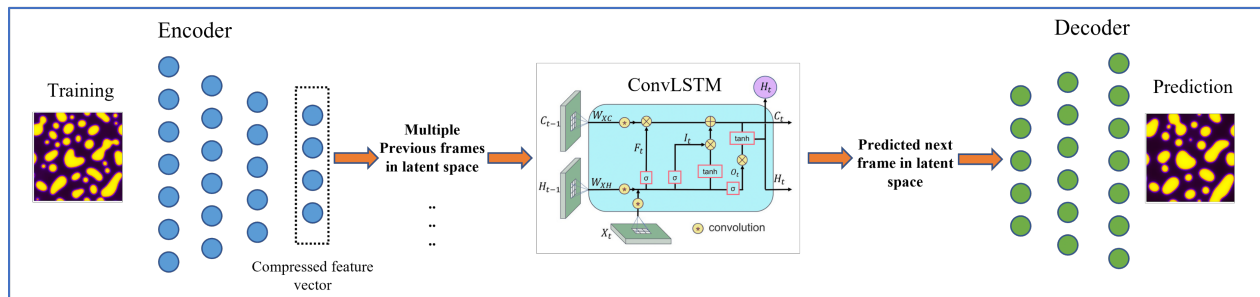 Encoder
Decoder
Training
Prediction
ConvLSTM
H_t
C_{t-1}
W_{XC}
C_t
I_t
tanh
F_t
O_t
σ
σ
tanh
σ
H_{t-1}
W_{XH}
H_t
X_t
convolution
Multiple
Previous frames
in latent space
..
..
..
Predicted next
frame in latent
space
Compressed feature
vector